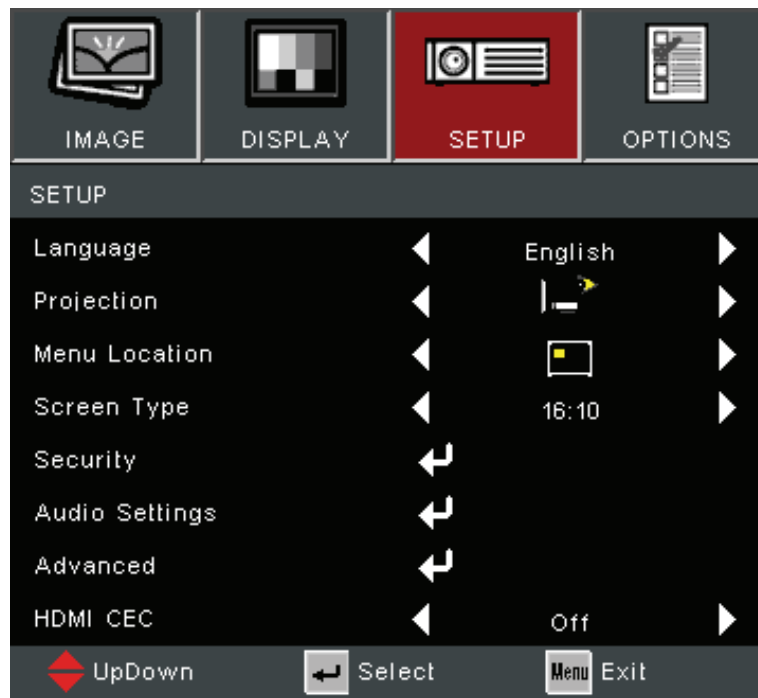 IMAGE DISPLAY SETUP OPTIONS
SETUP
Language English
Projection
Menu Location
Screen Type 16:10
Security
Audio Settings
Advanced
HDMI CEC Off
UpDown Select Menu Exit